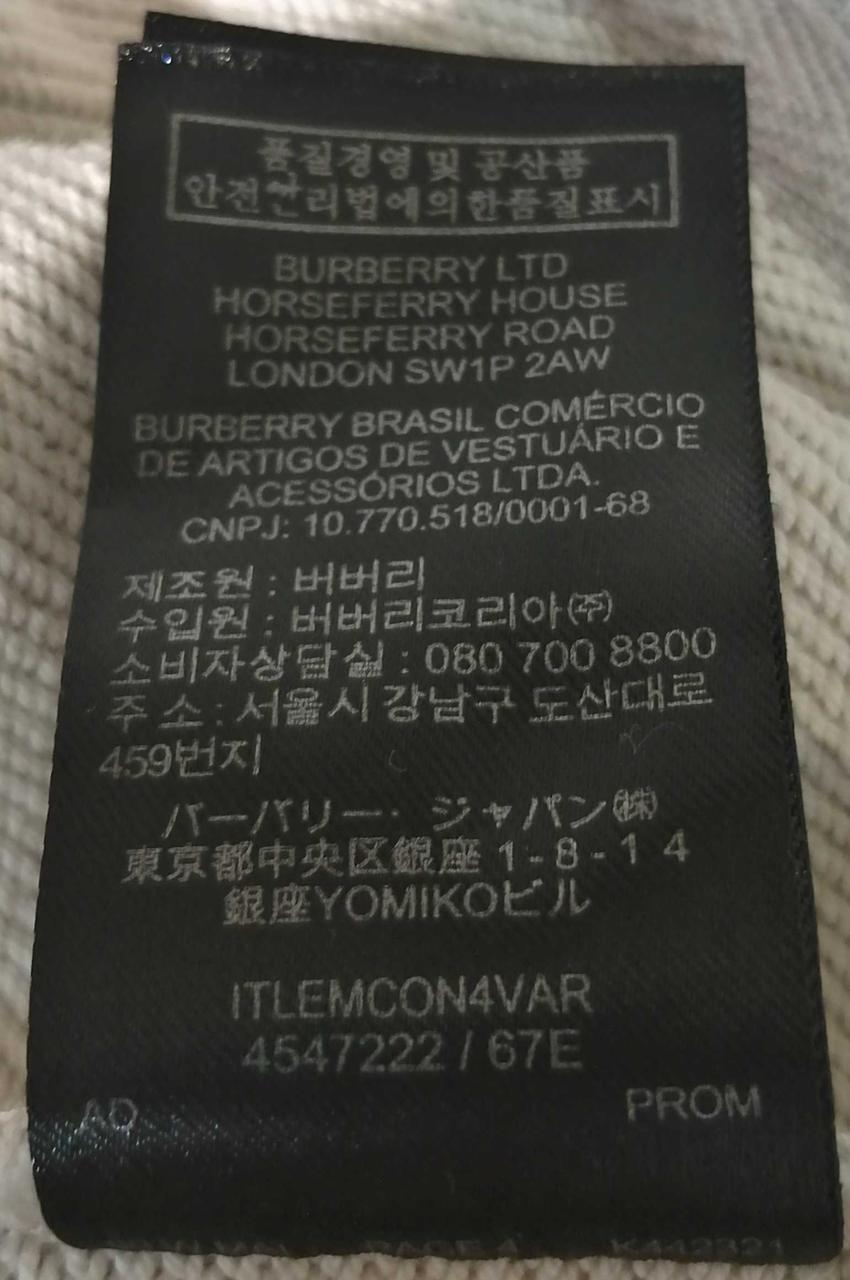 품질경영 및 공산품
안전관리법에의한품질표시
BURBERRY LTD
HORSEFERRY HOUSE
HORSEFERRY ROAD
LONDON SW1P 2AW
BURBERRY BRASIL COMÉRCIO
DE ARTIGOS DE VESTUÁRIO E
ACESSÓRIOS LTDA.
CNPJ: 10.770.518/0001-68
제조원 : 버버리
수입원 : 버버리코리아㈜
소비자상담실 : 080 700 8800
주 소 : 서울시 강남구 도산대로
459번지
バーバリー・ジャパン㈱
東京都中央区銀座 1-8-1 4
銀座YOMIKOビル
ITLEMCON4VAR
4547222 / 67E
AD PROM